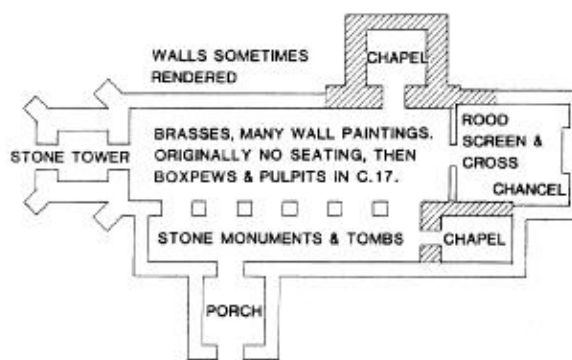 WALLS SOMETIMES
RENDERED
CHAPEL
ROOD
SCREEN &
CROSS
CHANCEL
BRASSES, MANY WALL PAINTINGS.
ORIGINALLY NO SEATING, THEN
BOXPEWS & PULPITS IN C.17.
STONE TOWER
STONE MONUMENTS & TOMBS
CHAPEL
PORCH